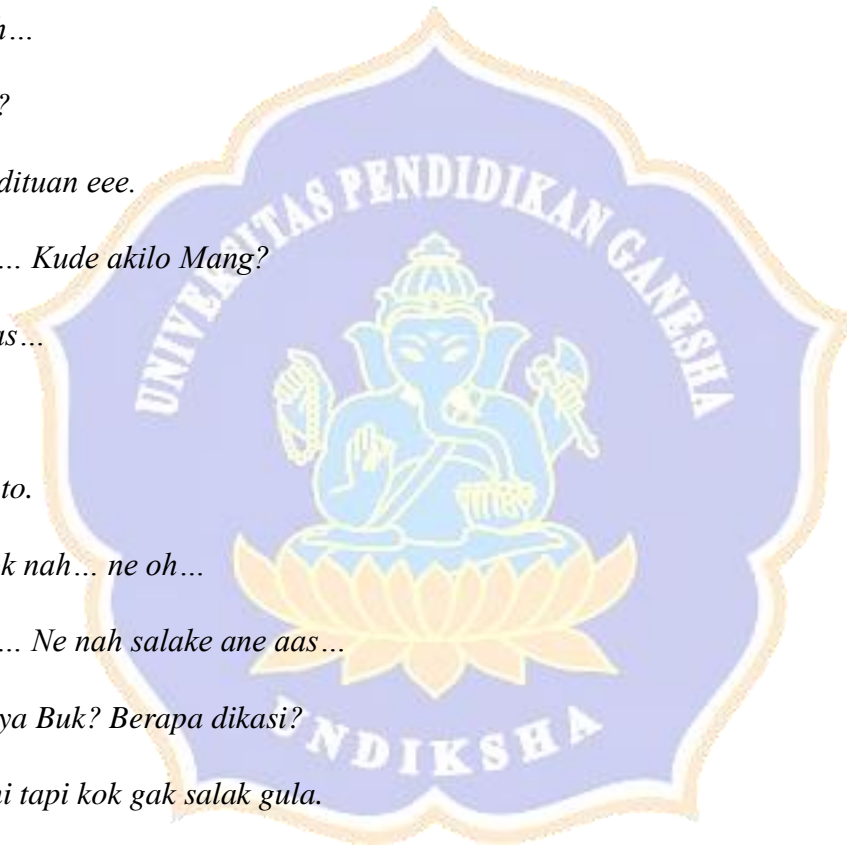 …
?
dituan eee.
… Kude akilo Mang?
as…
to.
k nah… ne oh…
… Ne nah salake ane aas…
ya Buk? Berapa dikasi?
i tapi kok gak salak gula.
UNIVERSITAS PENDIDIKAN GANESHA
UNDIKSHA